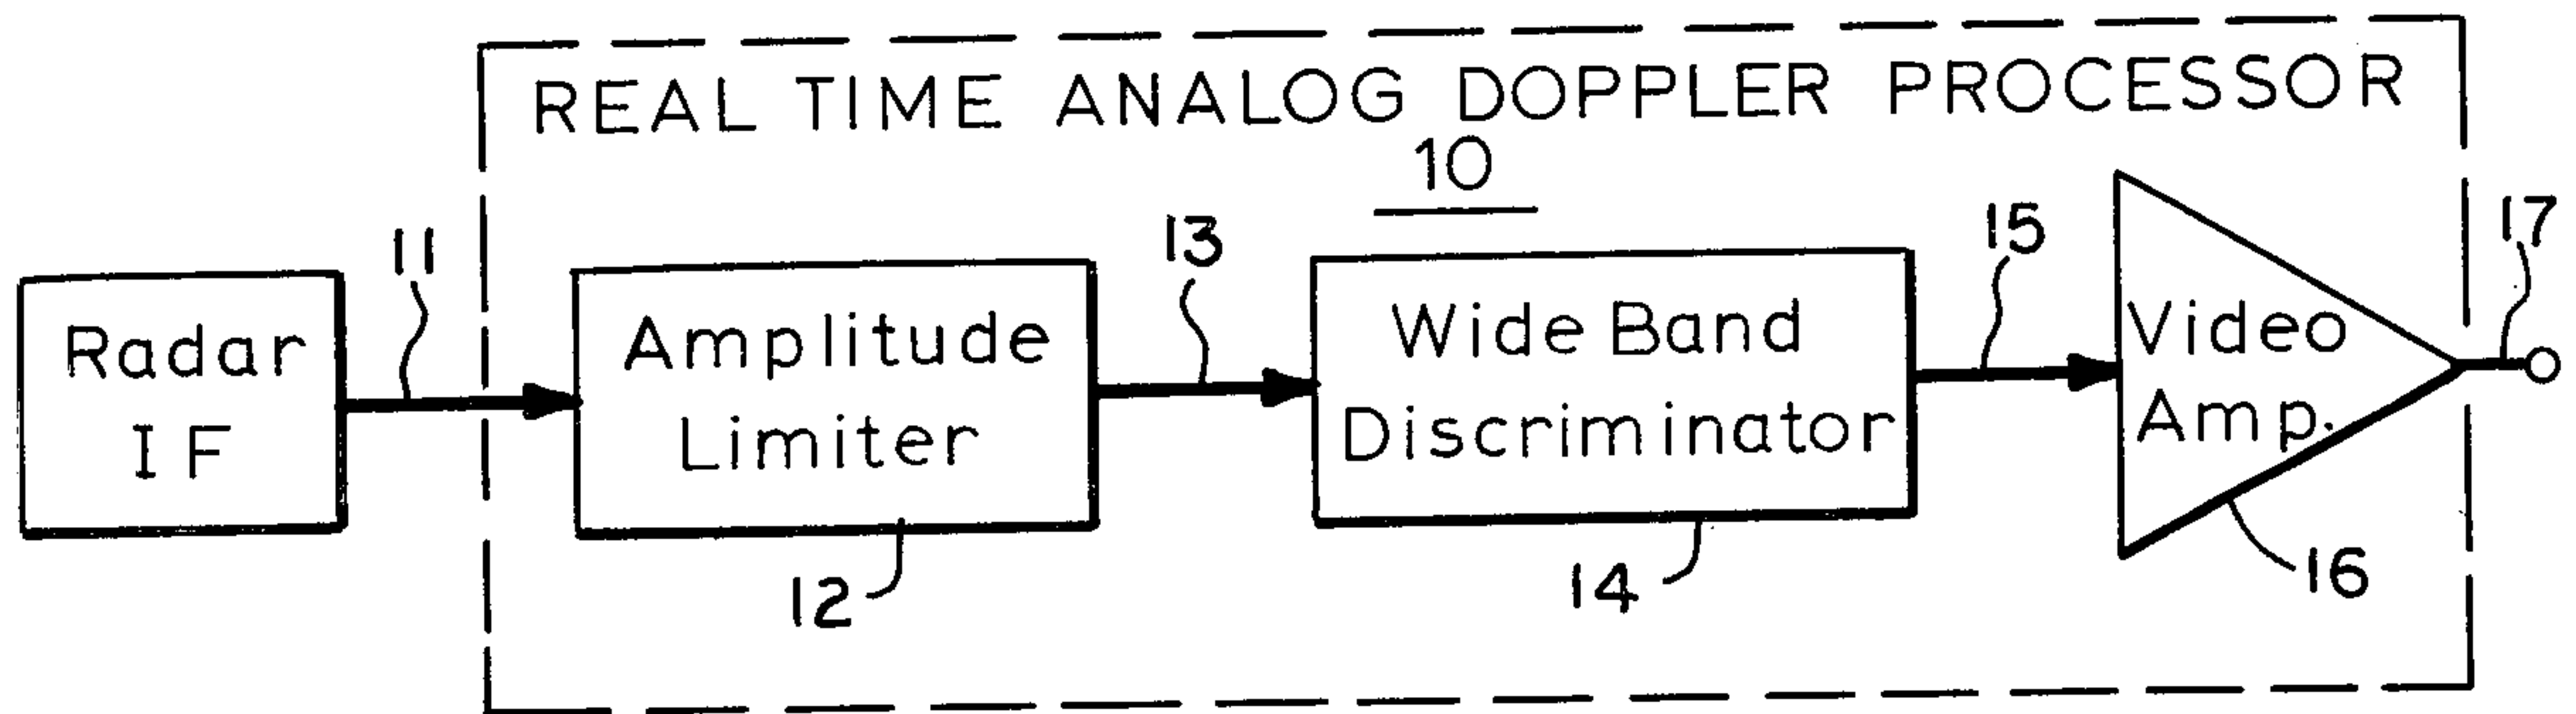 REAL TIME ANALOG DOPPLER PROCESSOR
10
11
13
15
17
Radar
IF
Amplitude
Limiter
Wide Band
Discriminator
Video
Amp.
12
14
16